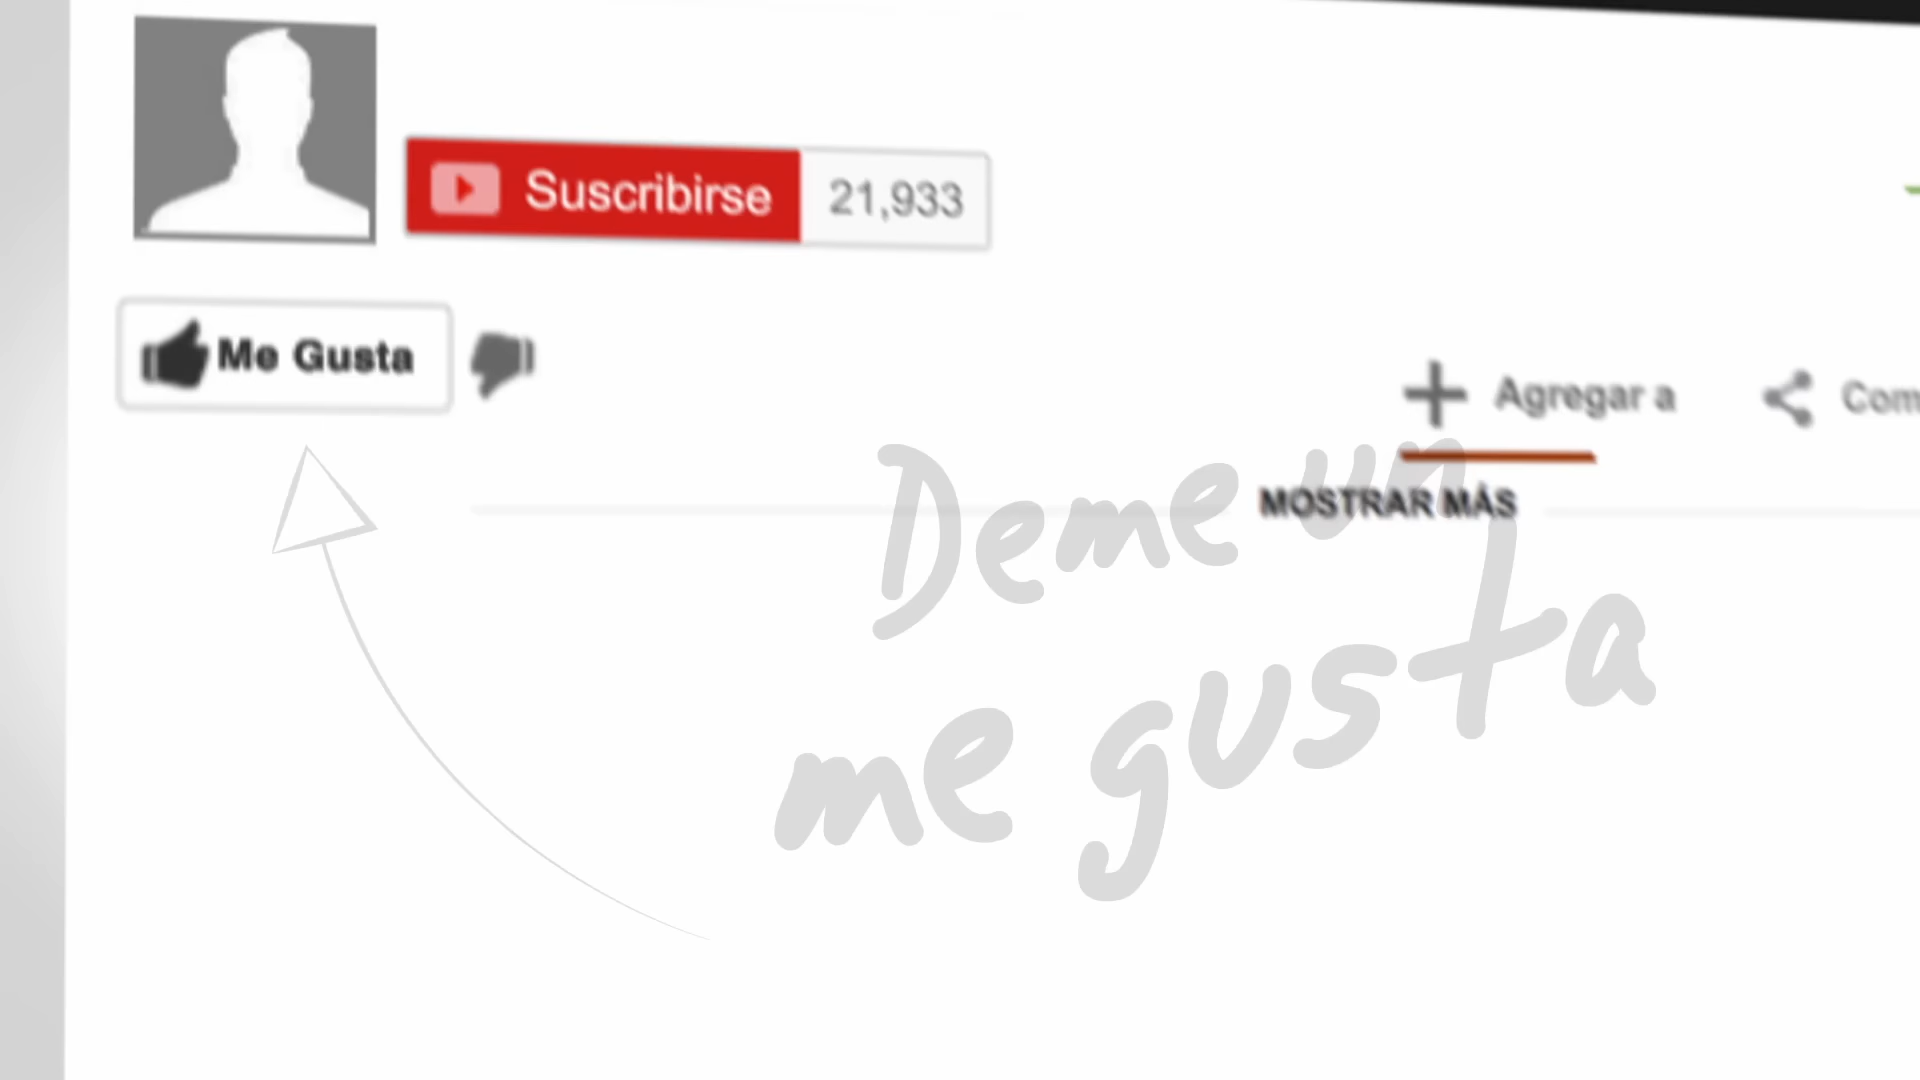 Suscribirse 21,933
Me Gusta
Agregar a
MOSTRAR MÁS
Deme un
me gusta